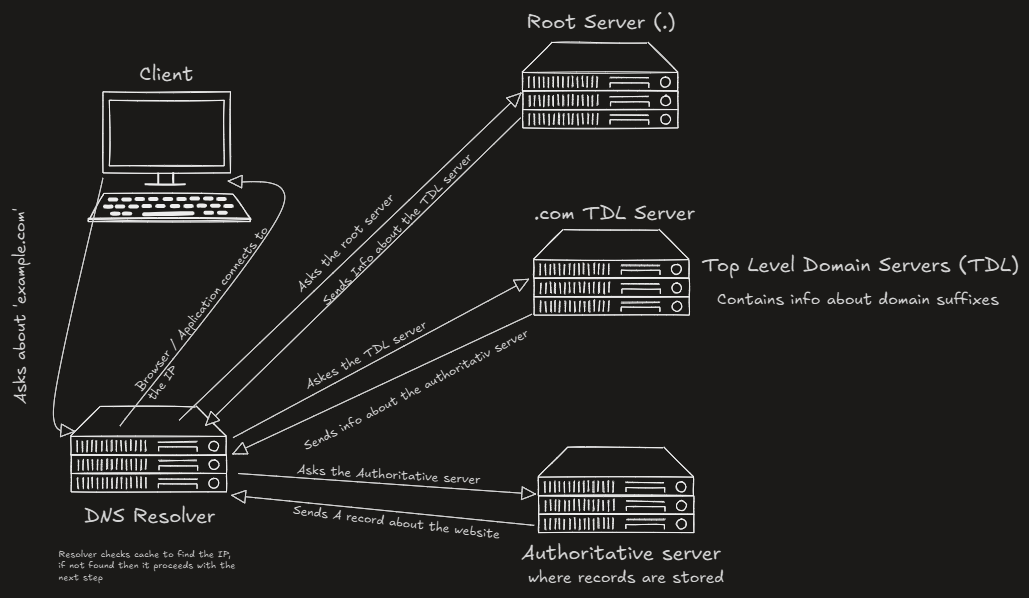 Root Server (.)
Client
Asks about 'example.com'
Browser / Application connects to
the IP
Asks the root server
Sends Info about the TDL server
.com TDL Server
Top Level Domain Servers (TDL)
Contains info about domain suffixes
Askes the TDL server
Sends info about the authoritativ server
Asks the Authoritative server
Sends A record about the website
DNS Resolver
Resolver checks cache to find the IP,
if not found then it proceeds with the
next step
Authoritative server
where records are stored